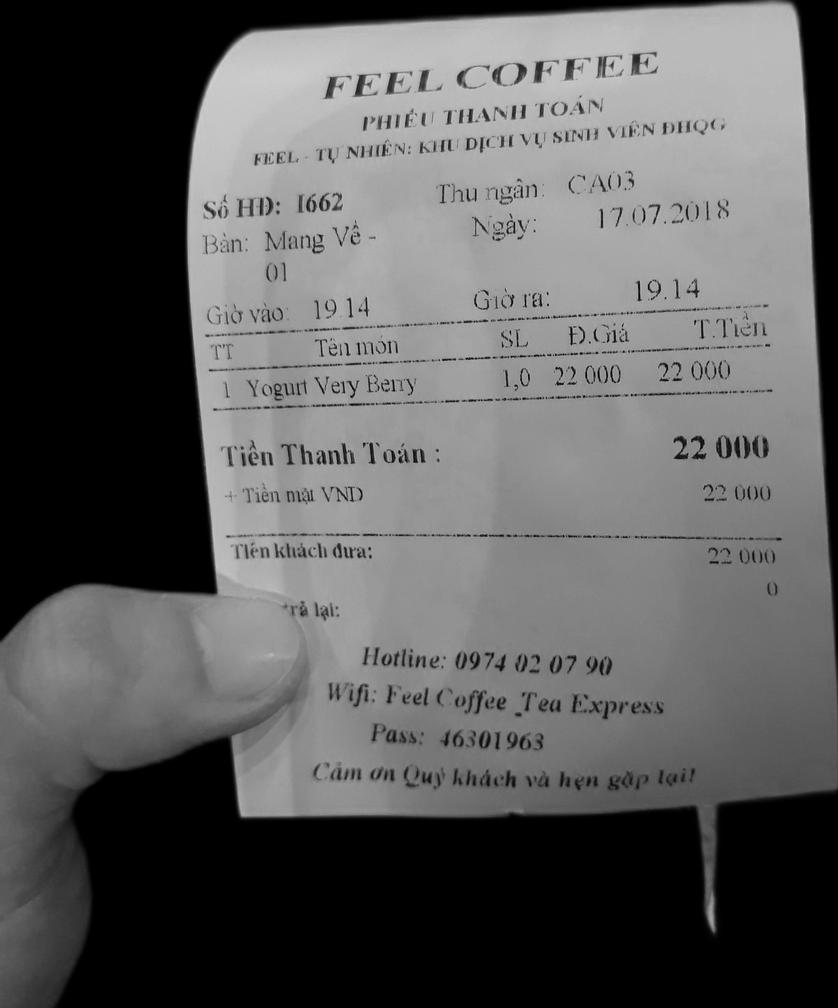 FEEL COFFEE
PHIẾU THANH TOÁN
FEEL - TỰ NHIÊN: KHU DỊCH VỤ SINH VIÊN ĐHQG
Số HĐ: I662 Thu ngân: CA03
Bàn: Mang Về - Ngày: 17.07.2018
01
Giờ vào: 19.14 Giờ ra: 19.14
TT Tên món SL Đ.Giá T.Tiền
1 Yogurt Very Berry 1,0 22 000 22 000
Tiền Thanh Toán : 22 000
+ Tiền mặt VND 22 000
Tiền khách đưa: 22 000
trả lại: 0
Hotline: 0974 02 07 90
Wifi: Feel Coffee _Tea Express
Pass: 46301963
Cảm ơn Quý khách và hẹn gặp lại!